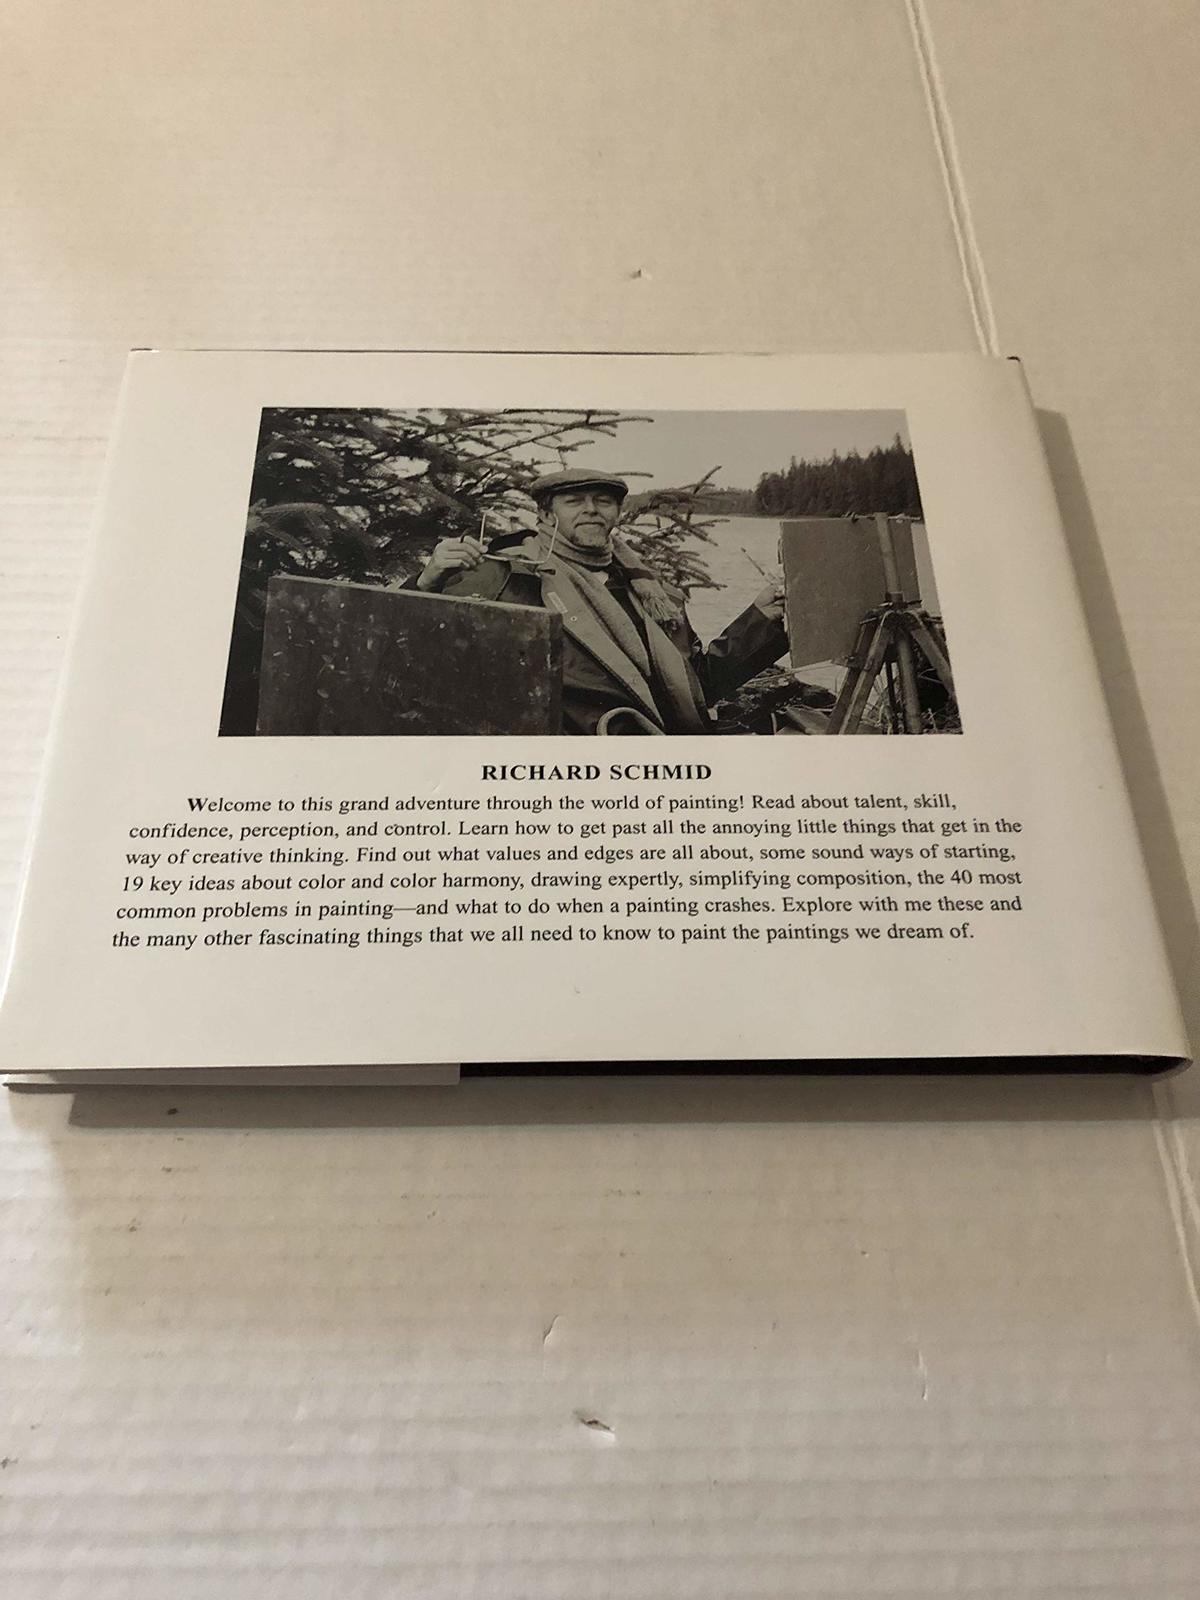 RICHARD SCHMID
Welcome to this grand adventure through the world of painting! Read about talent, skill,
confidence, perception, and control. Learn how to get past all the annoying little things that get in the
way of creative thinking. Find out what values and edges are all about, some sound ways of starting,
19 key ideas about color and color harmony, drawing expertly, simplifying composition, the 40 most
common problems in painting—and what to do when a painting crashes. Explore with me these and
the many other fascinating things that we all need to know to paint the paintings we dream of.